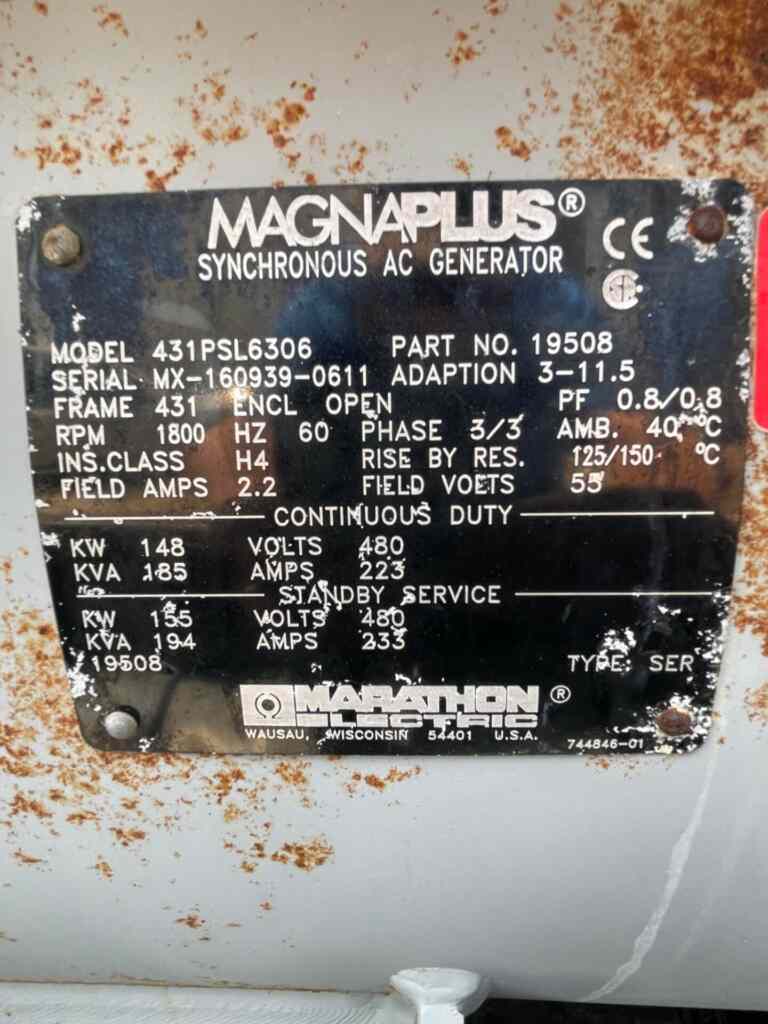 MAGNAPLUS®
CE
SYNCHRONOUS AC GENERATOR
MODEL 431PSL6306 PART NO. 19508
SERIAL MX-160939-0611 ADAPTION 3-11.5
FRAME 431 ENCL OPEN PF 0.8/0.8
RPM 1800 HZ 60 PHASE 3/3 AMB. 40 °C
INS.CLASS H4 RISE BY RES. 125/150 °C
FIELD AMPS 2.2 FIELD VOLTS 55
CONTINUOUS DUTY
KW 148 VOLTS 480
KVA 185 AMPS 223
STANDBY SERVICE
KW 155 VOLTS 480
KVA 194 AMPS 233
19508 TYPE: SER
MARATHON ®
ELECTRIC
WAUSAU, WISCONSIN 54401 U.S.A.
744846-01